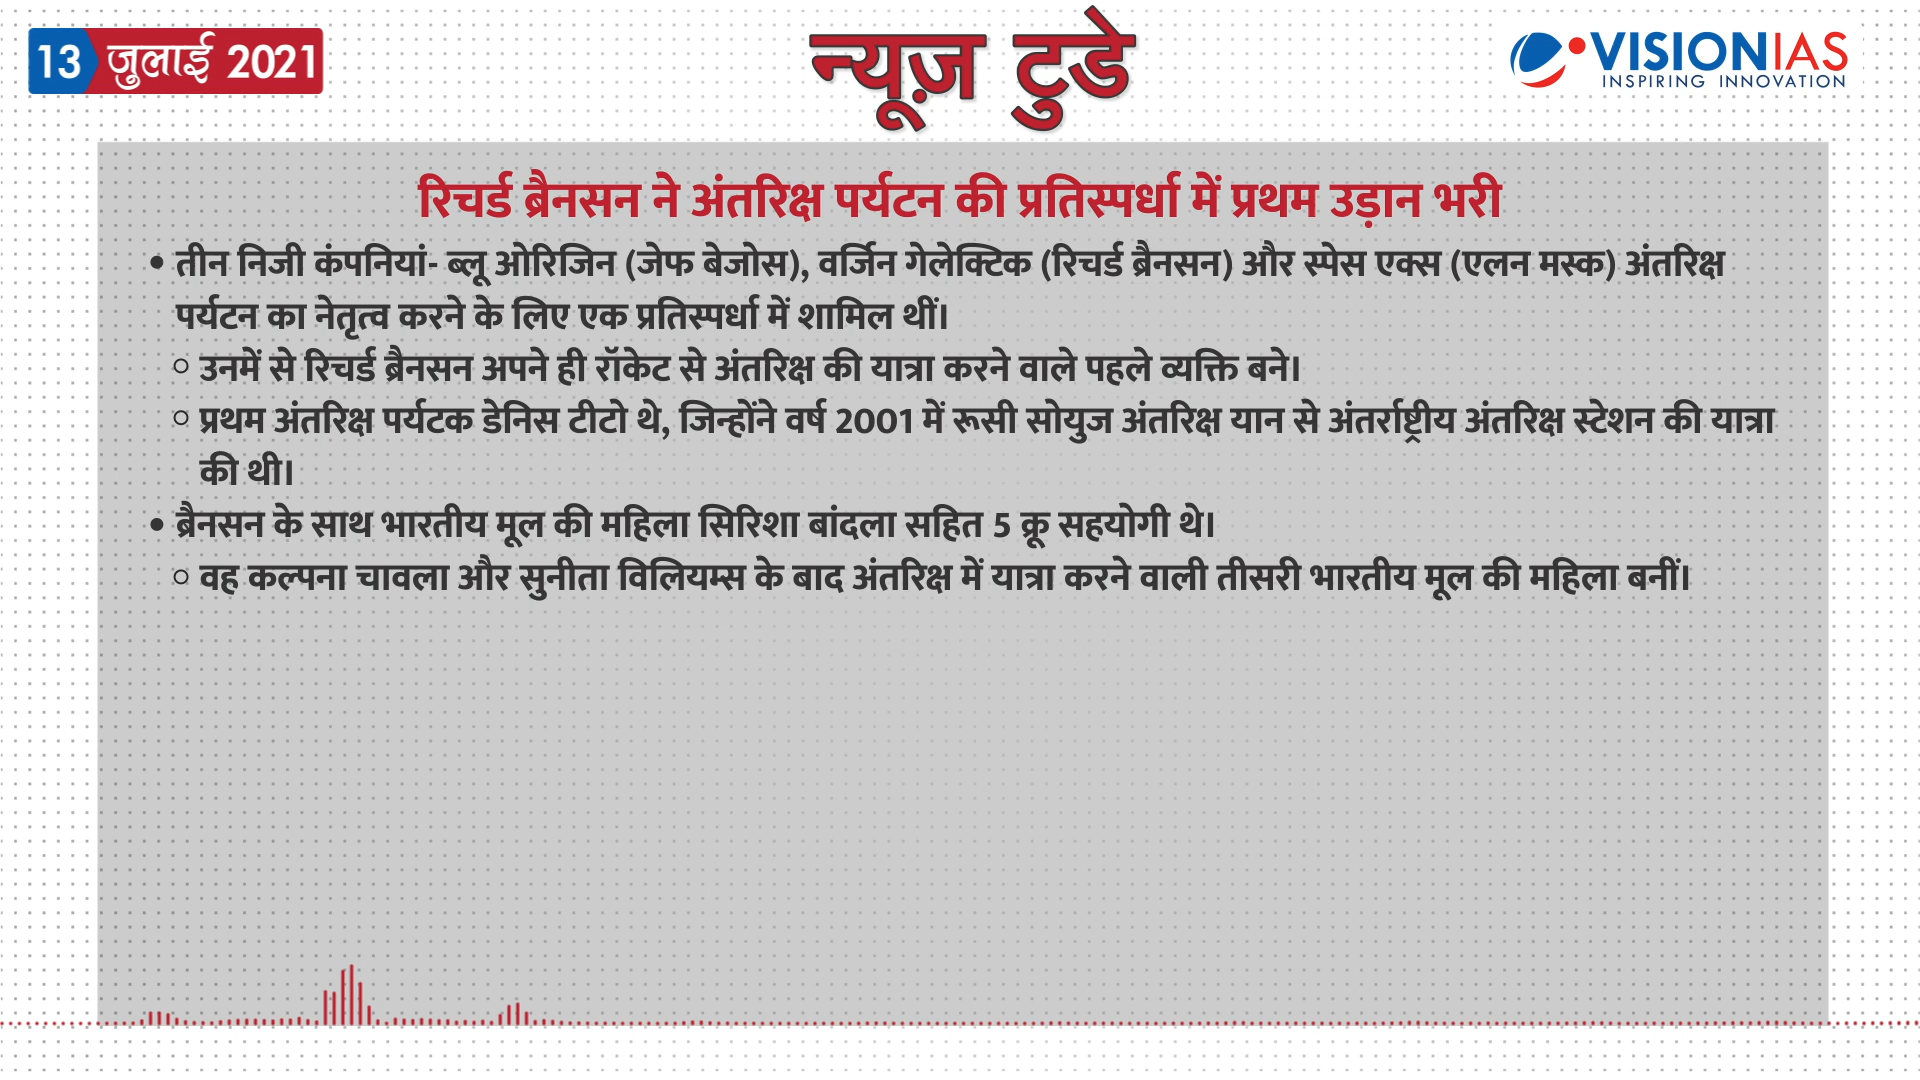 13 जुलाई 2021
न्यूज़ टुडे
VISIONIAS
INSPIRING INNOVATION
रिचर्ड ब्रैनसन ने अंतरिक्ष पर्यटन की प्रतिस्पर्धा में प्रथम उड़ान भरी
• तीन निजी कंपनियां- ब्लू ओरिजिन (जेफ बेजोस), वर्जिन गेलेक्टिक (रिचर्ड ब्रैनसन) और स्पेस एक्स (एलन मस्क) अंतरिक्ष
पर्यटन का नेतृत्व करने के लिए एक प्रतिस्पर्धा में शामिल थीं।
○ उनमें से रिचर्ड ब्रैनसन अपने ही रॉकेट से अंतरिक्ष की यात्रा करने वाले पहले व्यक्ति बने।
○ प्रथम अंतरिक्ष पर्यटक डेनिस टीटो थे, जिन्होंने वर्ष 2001 में रूसी सोयुज अंतरिक्ष यान से अंतर्राष्ट्रीय अंतरिक्ष स्टेशन की यात्रा
की थी।
• ब्रैनसन के साथ भारतीय मूल की महिला सिरिशा बांदला सहित 5 क्रू सहयोगी थे।
○ वह कल्पना चावला और सुनीता विलियम्स के बाद अंतरिक्ष में यात्रा करने वाली तीसरी भारतीय मूल की महिला बनीं।